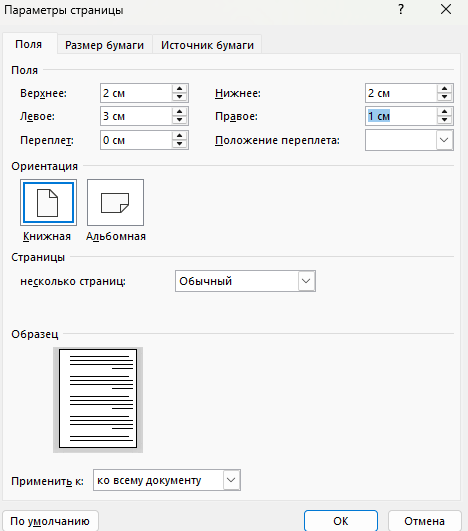 Параметры страницы ? ×
Поля Размер бумаги Источник бумаги
Поля
Верхнее: 2 см Нижнее: 2 см
Левое: 3 см Правое: 1 см
Переплет: 0 см Положение переплета:
Ориентация
Книжная Альбомная
Страницы
несколько страниц: Обычный
Образец
Применить к: ко всему документу
По умолчанию ОК Отмена